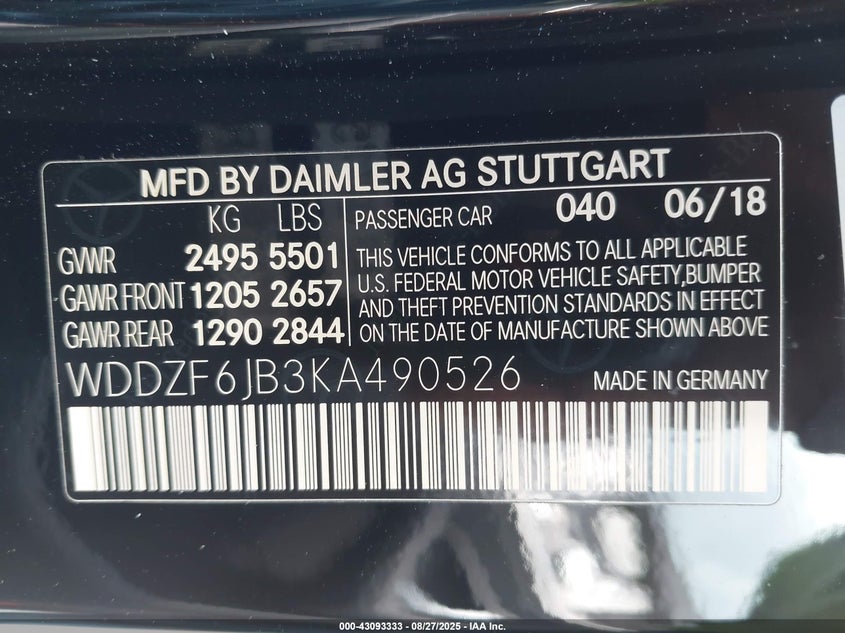 MFD BY DAIMLER AG STUTTGART
KG LBS
PASSENGER CAR 040 06/18
GVWR 2495 5501
GAWR FRONT 1205 2657
GAWR REAR 1290 2844
THIS VEHICLE CONFORMS TO ALL APPLICABLE
U.S. FEDERAL MOTOR VEHICLE SAFETY,BUMPER
AND THEFT PREVENTION STANDARDS IN EFFECT
ON THE DATE OF MANUFACTURE SHOWN ABOVE
WDDZF6JB3KA490526 MADE IN GERMANY
000-43093333 - 08/27/2025 - IAA Inc.